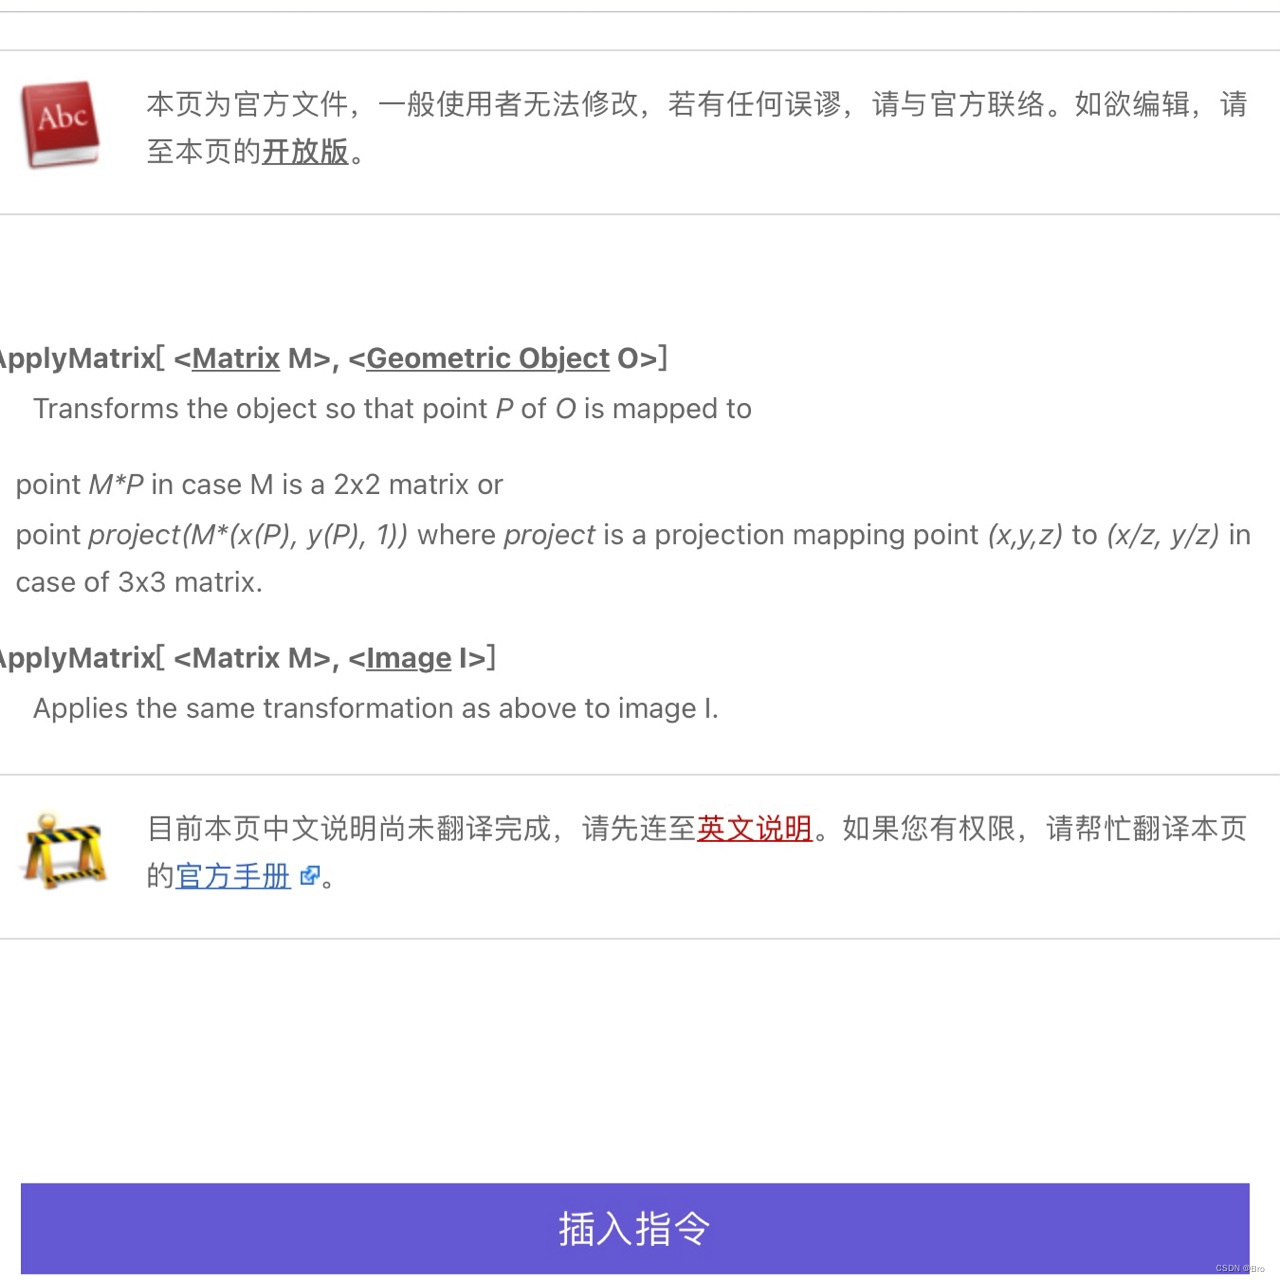 Abc
本页为官方文件，一般使用者无法修改，若有任何误谬，请与官方联络。如欲编辑，请
至本页的开放版。
ApplyMatrix[ <Matrix M>, <Geometric Object O>]
Transforms the object so that point P of O is mapped to
point M*P in case M is a 2x2 matrix or
point project(M*(x(P), y(P), 1)) where project is a projection mapping point (x,y,z) to (x/z, y/z) in
case of 3x3 matrix.
ApplyMatrix[ <Matrix M>, <Image I>]
Applies the same transformation as above to image I.
目前本页中文说明尚未翻译完成，请先连至英文说明。如果您有权限，请帮忙翻译本页
的官方手册。
插入指令
CSDN @Bro